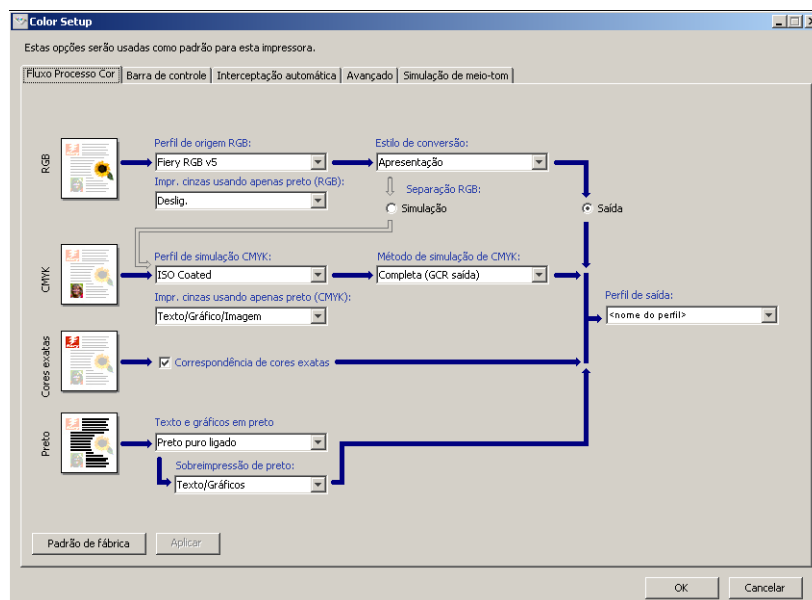 Color Setup
Estas opções serão usadas como padrão para esta impressora.
Fluxo Processo Cor
Barra de controle
Interceptação automática
Avançado
Simulação de meio-tom
RGB
Perfil de origem RGB:
Fiery RGB v5
Estilo de conversão:
Apresentação
Impr. cinzas usando apenas preto (RGB):
Deslig.
Separação RGB:
Simulação
Saída
CMYK
Perfil de simulação CMYK:
ISO Coated
Método de simulação de CMYK:
Completa (GCR saída)
Impr. cinzas usando apenas preto (CMYK):
Texto/Gráfico/Imagem
Perfil de saída:
<nome do perfil>
Cores exatas
Correspondência de cores exatas
Preto
Texto e gráficos em preto
Preto puro ligado
Sobreimpressão de preto:
Texto/Gráficos
Padrão de fábrica
Aplicar
OK
Cancelar